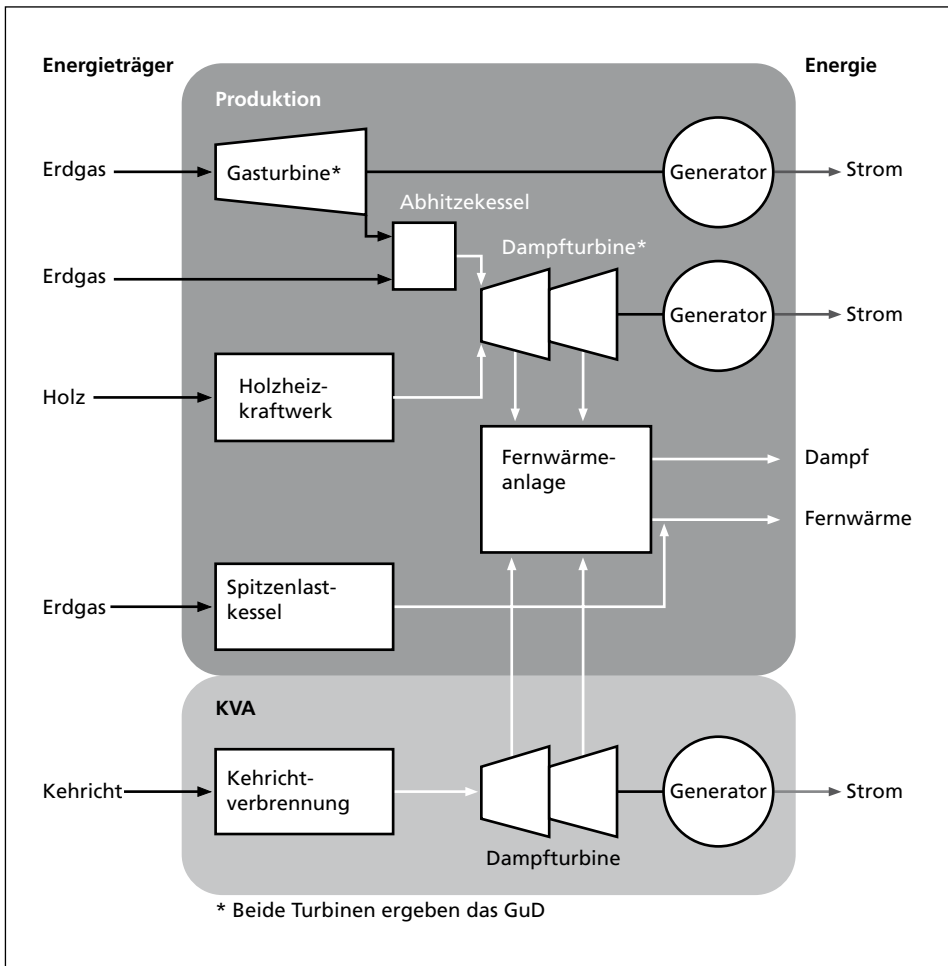 Energieträger
Energie
Produktion
Erdgas
Gasturbine*
Generator
Strom
Abhitzekessel
Erdgas
Dampfturbine*
Generator
Strom
Holz
Holzheiz-
kraftwerk
Fernwärme-
anlage
Dampf
Fernwärme
Erdgas
Spitzenlast-
kessel
KVA
Kehricht
Kehricht-
verbrennung
Generator
Strom
Dampfturbine
* Beide Turbinen ergeben das GuD